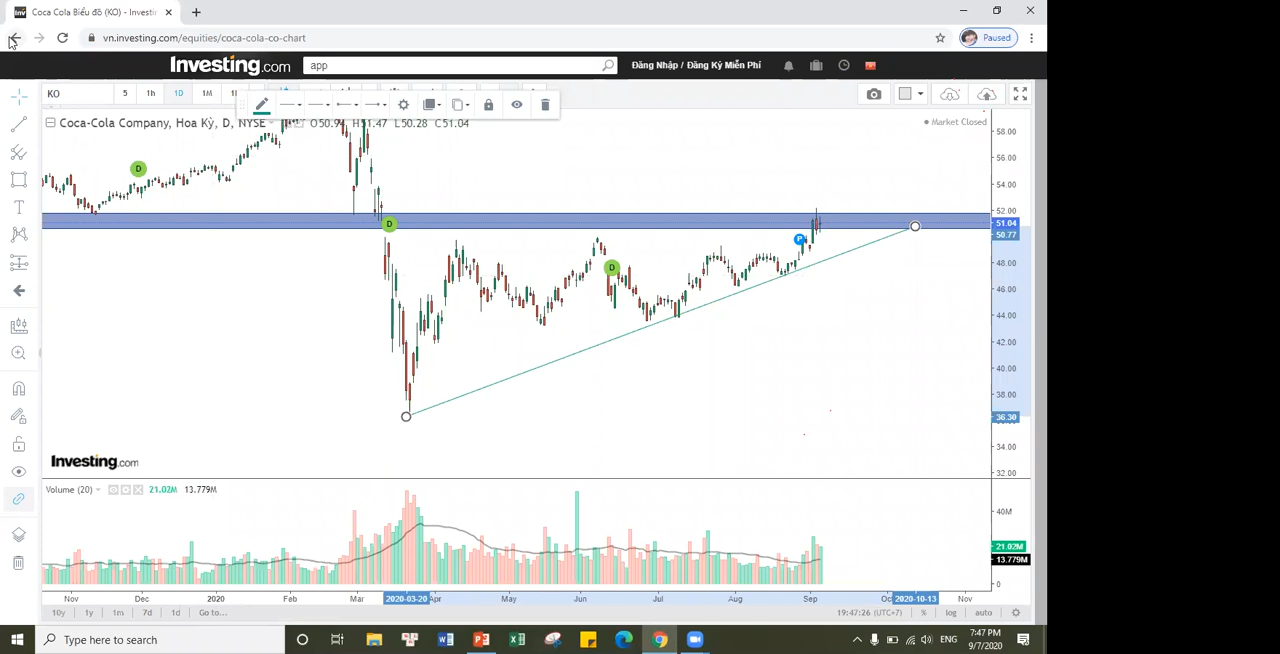 Coca Cola Biểu đồ (KO) - Investin
vn.investing.com/equities/coca-cola-co-chart
Paused
Investing.com
app
Đăng Nhập / Đăng Ký Miễn Phí
KO
5
1h
1D
1M
Coca-Cola Company, Hoa Kỳ, D, NYSE
O50.94 H51.47 L50.28 C51.04
Market Closed
58.00
56.00
54.00
52.00
51.04
50.77
48.00
46.00
44.00
42.00
40.00
38.00
36.30
34.00
32.00
D
D
D
P
Investing.com
Volume (20)
21.02M
13.779M
40M
21.02M
13.779M
0
Nov
Dec
2020
Feb
Mar
2020-03-20
Apr
May
Jun
Jul
Aug
Sep
2020-10-13
Nov
10y
1y
1m
7d
1d
Go to...
19:47:26 (UTC+7)
%
log
auto
Type here to search
ENG
7:47 PM
9/7/2020